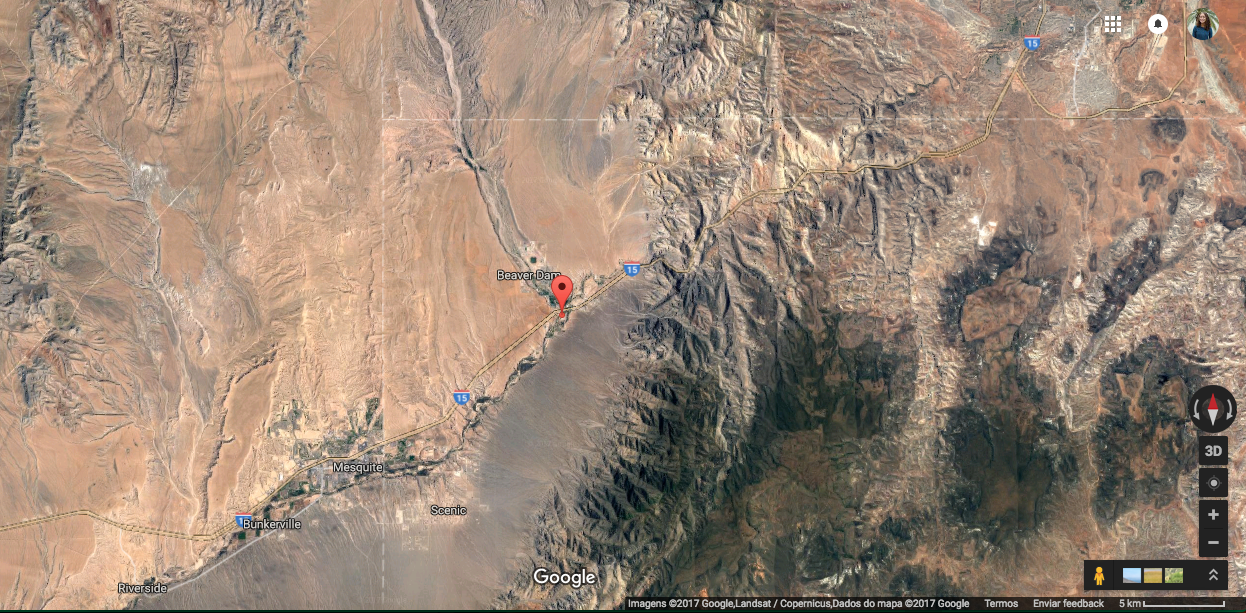 15
Beaver Dam
15
15
Mesquite
Scenic
Bunkerville
Riverside
3D
Google
Imagens ©2017 Google,Landsat / Copernicus,Dados do mapa ©2017 Google Termos Enviar feedback 5 km